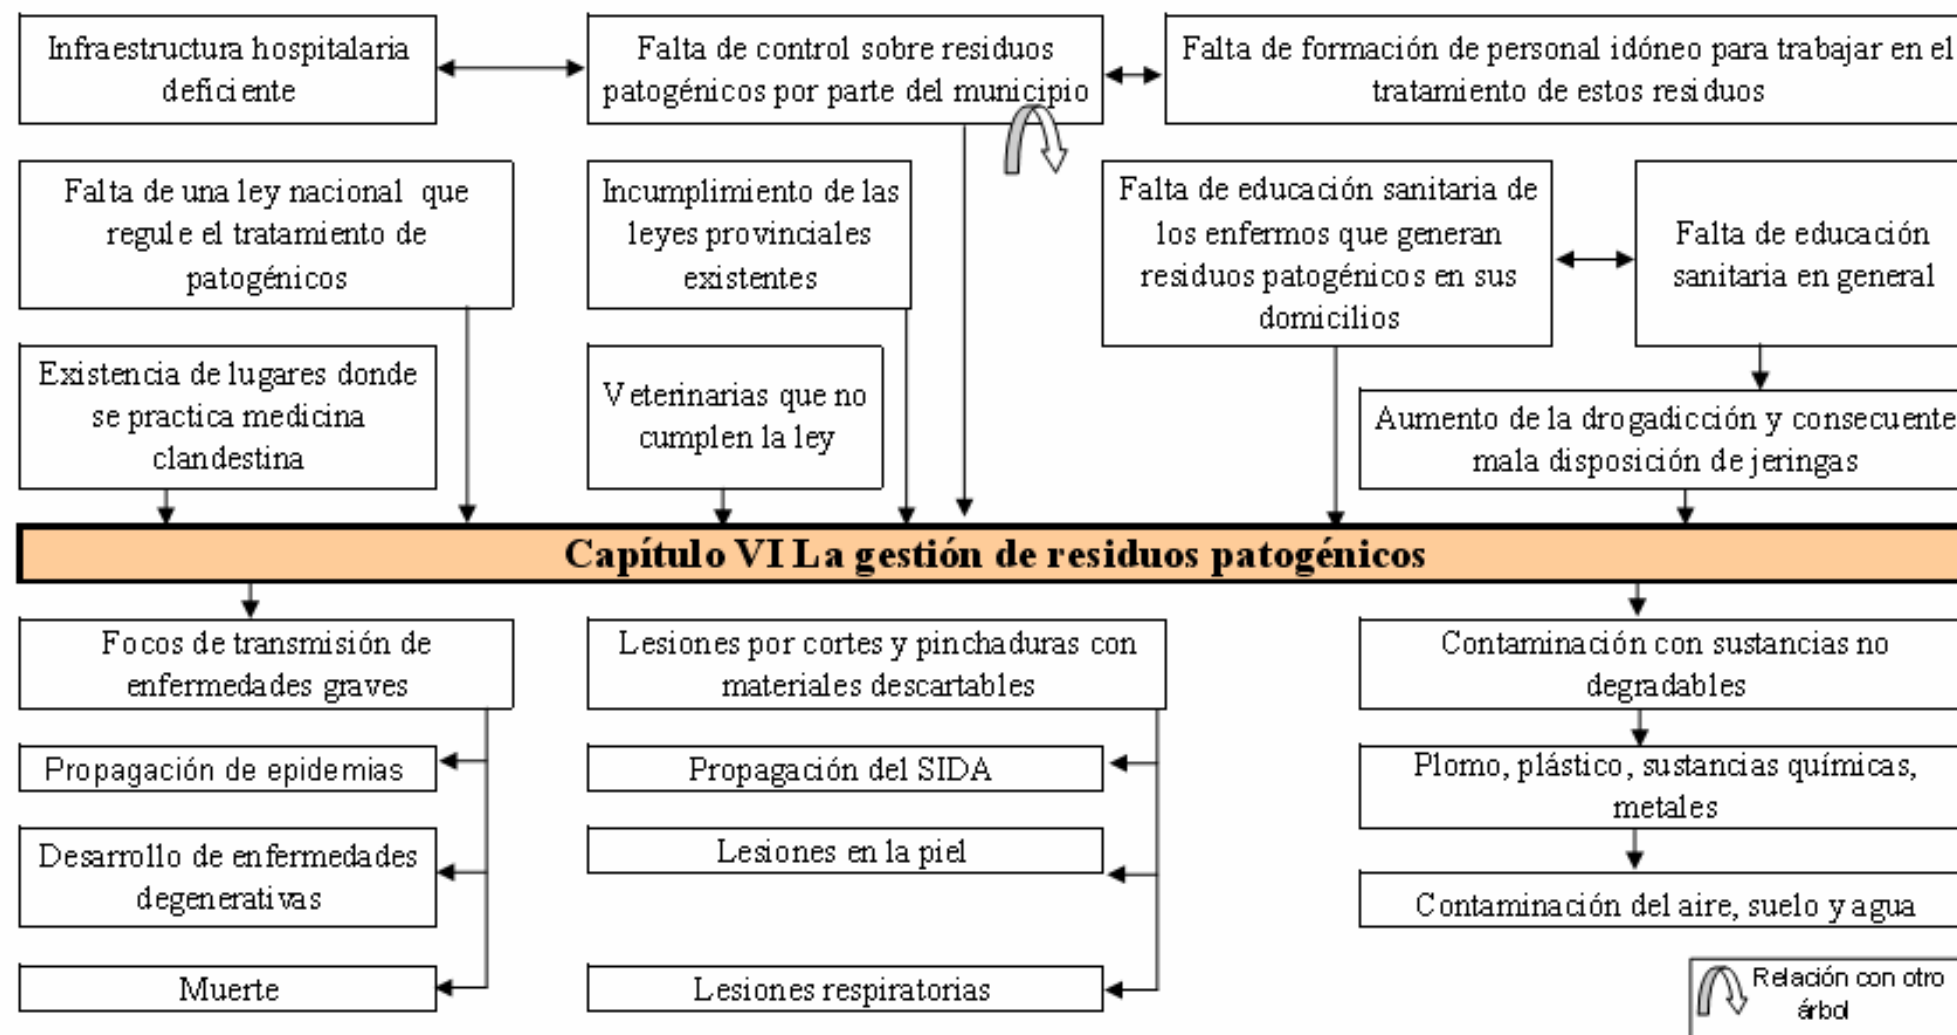 Infraestructura hospitalaria
deficiente
Falta de control sobre residuos
patogénicos por parte del municipio
Falta de formación de personal idóneo para trabajar en el
tratamiento de estos residuos
Falta de una ley nacional que
regule el tratamiento de
patogénicos
Incumplimiento de las
leyes provinciales
existentes
Falta de educación sanitaria de
los enfermos que generan
residuos patogénicos en sus
domicilios
Falta de educación
sanitaria en general
Existencia de lugares donde
se practica medicina
clandestina
Veterinarias que no
cumplen la ley
Aumento de la drogadicción y consecuente
mala disposición de jeringas
Capítulo VI La gestión de residuos patogénicos
Focos de transmisión de
enfermedades graves
Lesiones por cortes y pinchaduras con
materiales descartables
Contaminación con sustancias no
degradables
Propagación de epidemias
Propagación del SIDA
Plomo, plástico, sustancias químicas,
metales
Desarrollo de enfermedades
degenerativas
Lesiones en la piel
Contaminación del aire, suelo y agua
Muerte
Lesiones respiratorias
Relación con otro
árbol